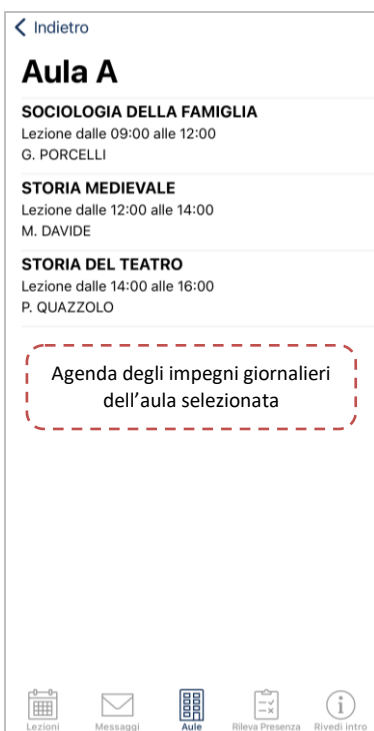 Indietro
Aula A
SOCIOLOGIA DELLA FAMIGLIA
Lezione dalle 09:00 alle 12:00
G. PORCELLI
STORIA MEDIEVALE
Lezione dalle 12:00 alle 14:00
M. DAVIDE
STORIA DEL TEATRO
Lezione dalle 14:00 alle 16:00
P. QUAZZOLO
Agenda degli impegni giornalieri
dell’aula selezionata
Lezioni Messaggi Aule Rileva Presenza Rivedi intro